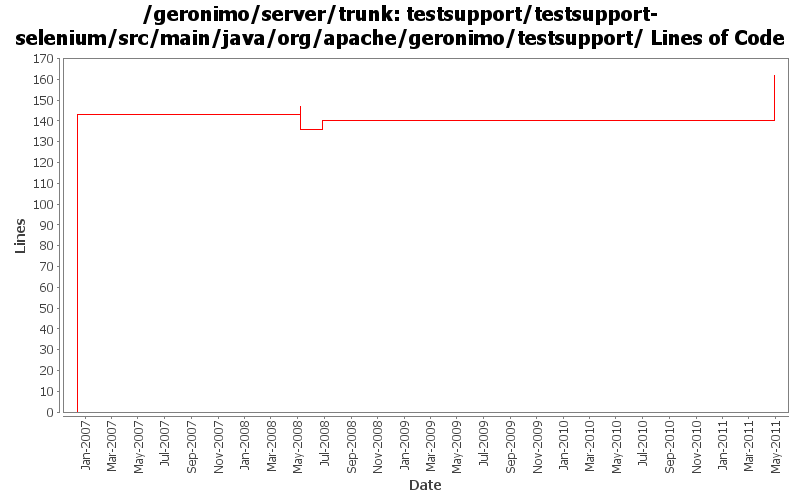 /geronimo/server/trunk: testsupport/testsupport-
selenium/src/main/java/org/apache/geronimo/testsupport/ Lines of Code
170
160
150
140
130
120
110
100
90
80
70
60
50
40
30
20
10
0
Lines
Jan-2007
Mar-2007
May-2007
Jul-2007
Sep-2007
Nov-2007
Jan-2008
Mar-2008
May-2008
Jul-2008
Sep-2008
Nov-2008
Jan-2009
Mar-2009
May-2009
Jul-2009
Sep-2009
Nov-2009
Jan-2010
Mar-2010
May-2010
Jul-2010
Sep-2010
Nov-2010
Jan-2011
Mar-2011
May-2011
Date